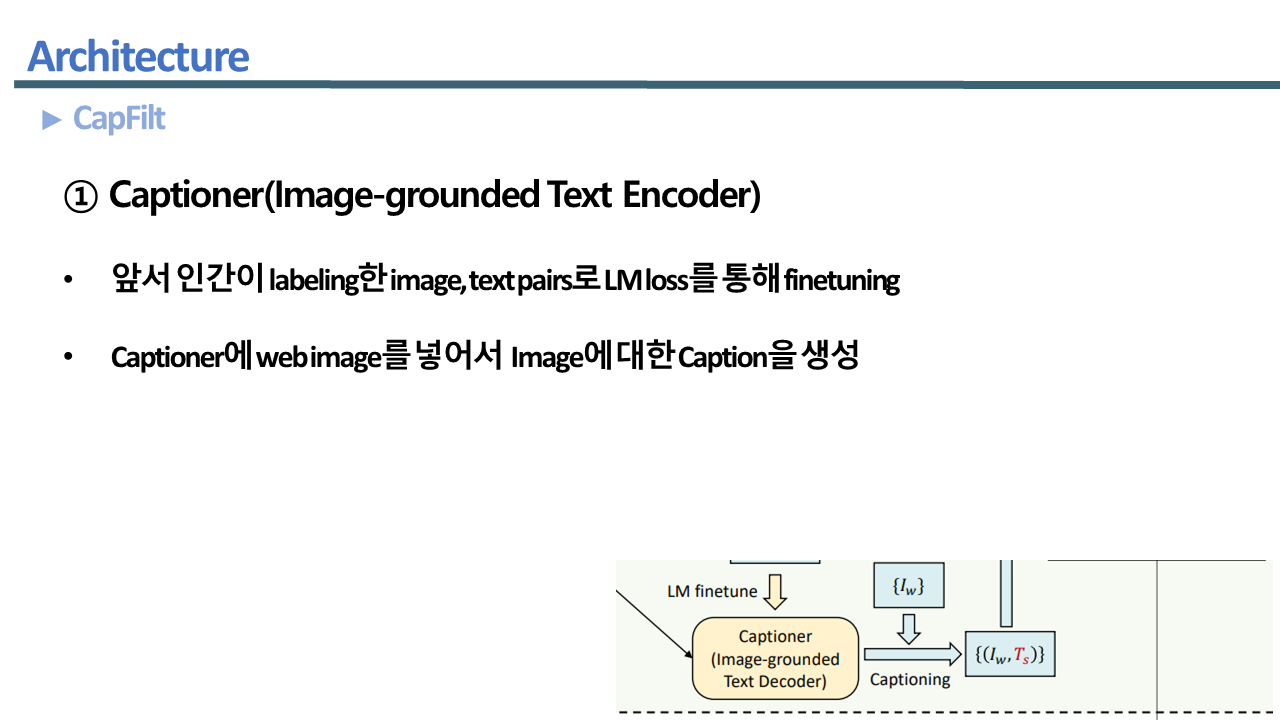 Architecture
► CapFilt
① Captioner(Image-grounded Text Encoder)
• 앞서 인간이 labeling한 image, text pairs로 LM loss를 통해 finetuning
• Captioner에 web image를 넣어서 Image에 대한 Caption을 생성
LM finetune
{I_w}
Captioner
(Image-grounded
Text Decoder)
{(I_w, T_s)}
Captioning